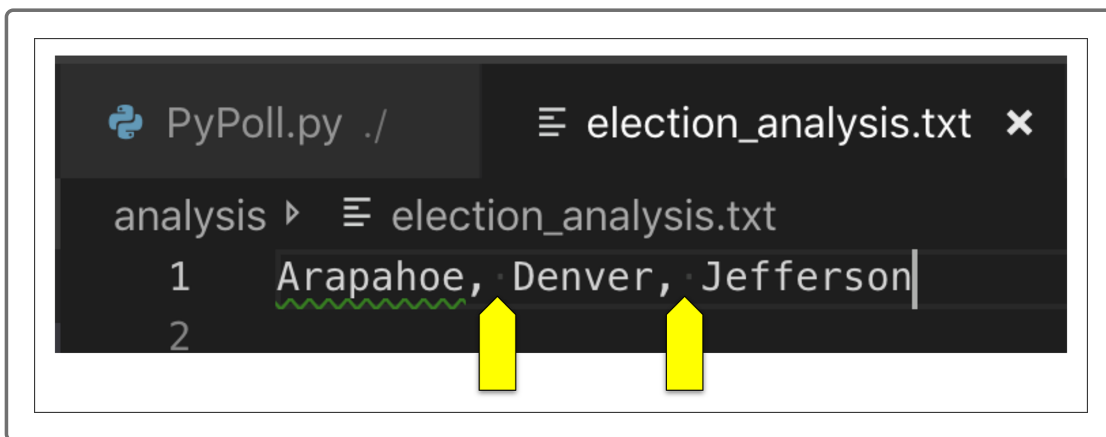 PyPoll.py ./
election_analysis.txt ×
analysis election_analysis.txt
1 Arapahoe, Denver, Jefferson
2